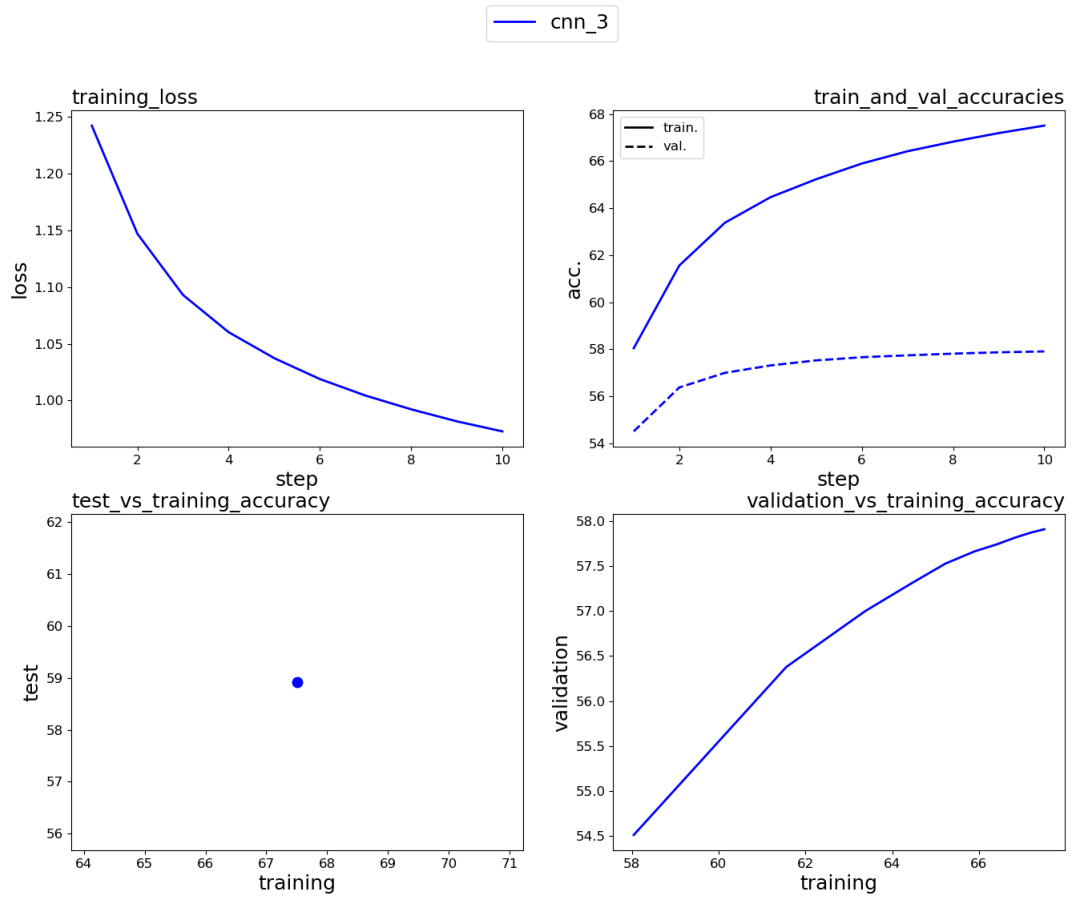 cnn_3
training_loss
1.25
1.20
1.15
1.10
1.05
1.00
loss
2 4 6 8 10
step
train_and_val_accuracies
train.
val.
68
66
64
62
60
58
56
54
acc.
2 4 6 8 10
step
test_vs_training_accuracy
62
61
60
59
58
57
56
test
64 65 66 67 68 69 70 71
training
validation_vs_training_accuracy
58.0
57.5
57.0
56.5
56.0
55.5
55.0
54.5
validation
58 60 62 64 66
training